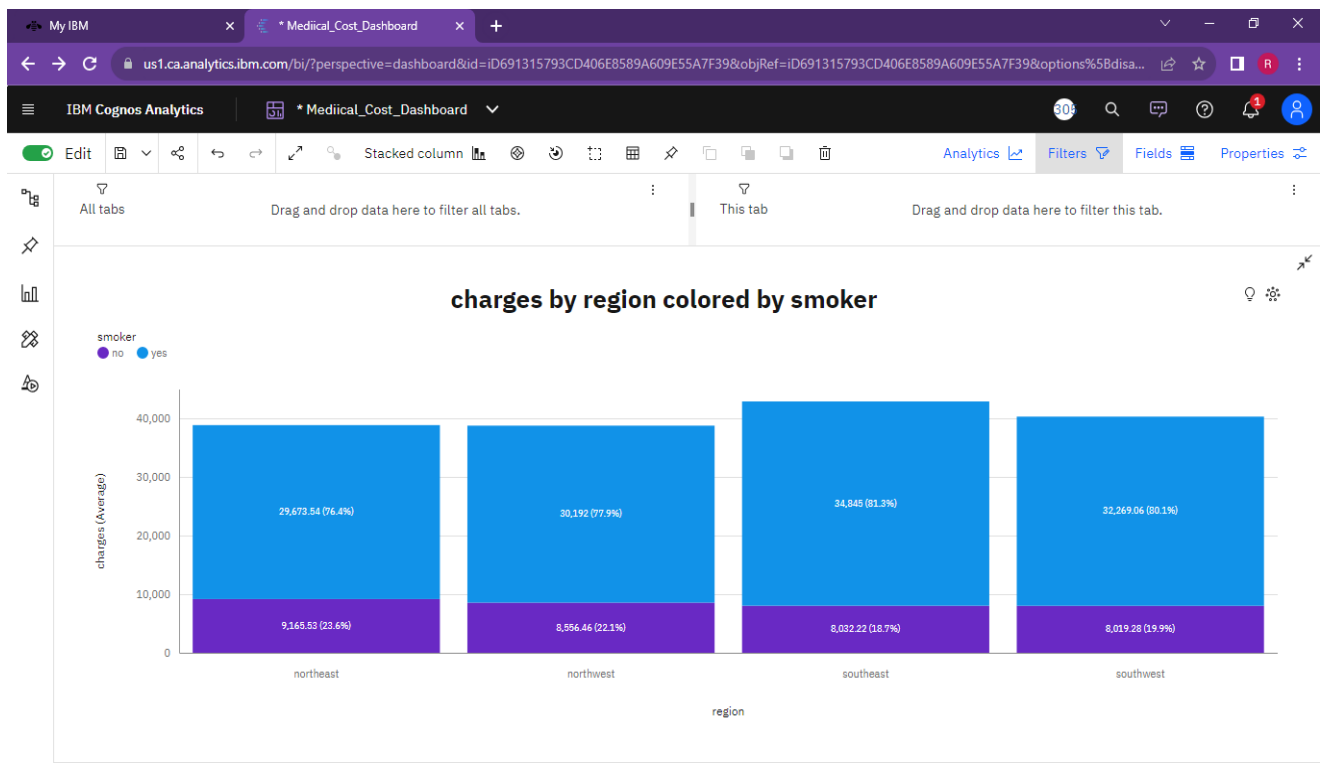 My IBM
* Mediical_Cost_Dashboard
us1.ca.analytics.ibm.com/bi/?perspective=dashboard&id=iD691315793CD406E8589A609E55A7F39&objRef=iD691315793CD406E8589A609E55A7F39&options%5Bdisa...
R
IBM Cognos Analytics
* Mediical_Cost_Dashboard
1
Edit
Stacked column
Analytics
Filters
Fields
Properties
All tabs
Drag and drop data here to filter all tabs.
This tab
Drag and drop data here to filter this tab.
charges by region colored by smoker
smoker
no yes
charges (Average)
40,000
30,000
20,000
10,000
0
29,673.54 (76.4%)
30,192 (77.9%)
34,845 (81.3%)
32,269.06 (80.1%)
9,165.53 (23.6%)
8,556.46 (22.1%)
8,032.22 (18.7%)
8,019.28 (19.9%)
northeast
northwest
southeast
southwest
region